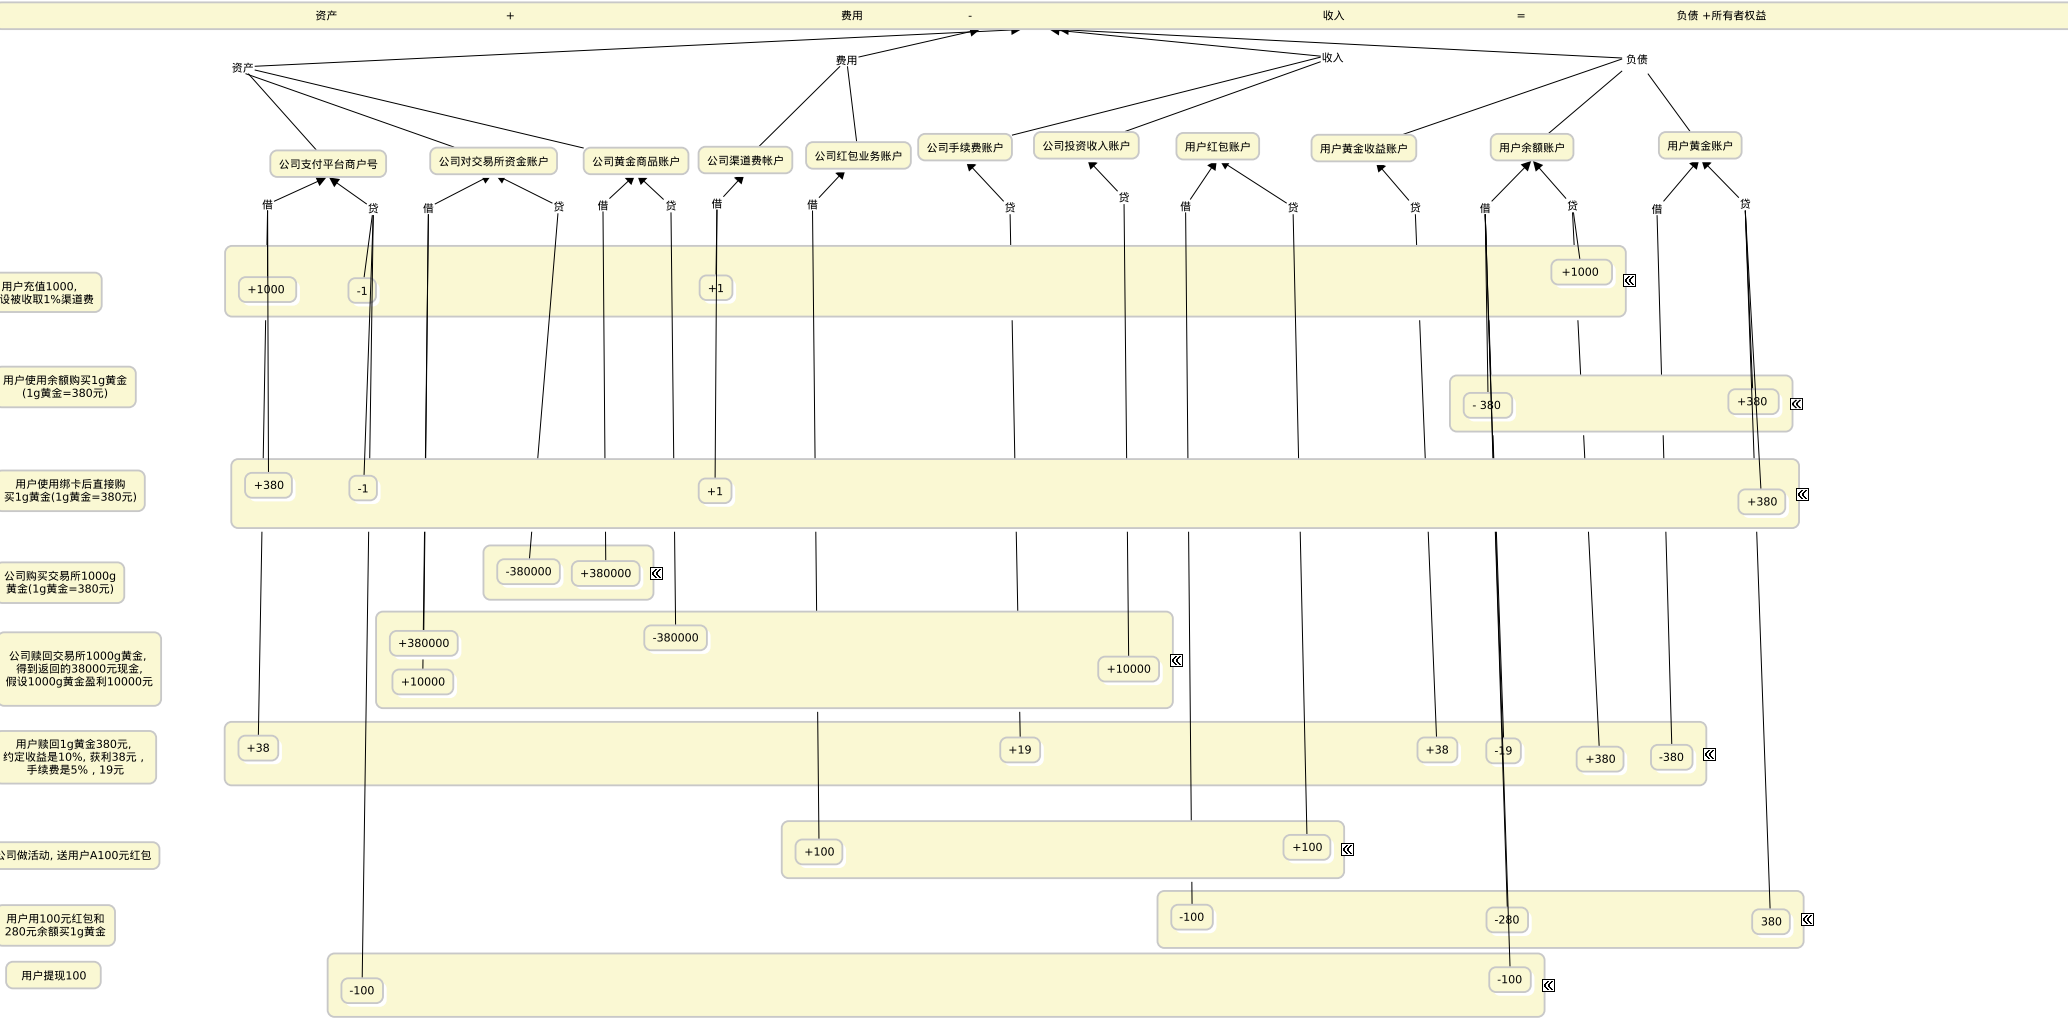 资产 + 费用 - 收入 = 负债 +所有者权益
资产 费用 收入 负债
公司支付平台商户号 公司对交易所资金账户 公司黄金商品账户 公司渠道费帐户 公司红包业务账户 公司手续费账户 公司投资收入账户 用户红包账户 用户黄金收益账户 用户余额账户 用户黄金账户
借 贷 借 贷 借 贷 借 借 贷 贷 借 贷 贷 借 贷 借 贷
用户充值1000,
设被收取1%渠道费
+1000 -1 +1 +1000
用户使用余额购买1g黄金
(1g黄金=380元)
- 380 +380
用户使用绑卡后直接购
买1g黄金(1g黄金=380元)
+380 -1 +1 +380
公司购买交易所1000g
黄金(1g黄金=380元)
-380000 +380000
公司赎回交易所1000g黄金,
得到返回的38000元现金,
假设1000g黄金盈利10000元
+380000 -380000
+10000 +10000
用户赎回1g黄金380元,
约定收益是10%, 获利38元 ,
手续费是5% , 19元
+38 +19 +38 -19 +380 -380
公司做活动, 送用户A100元红包
+100 +100
用户用100元红包和
280元余额买1g黄金
-100 -280 380
用户提现100
-100 -100